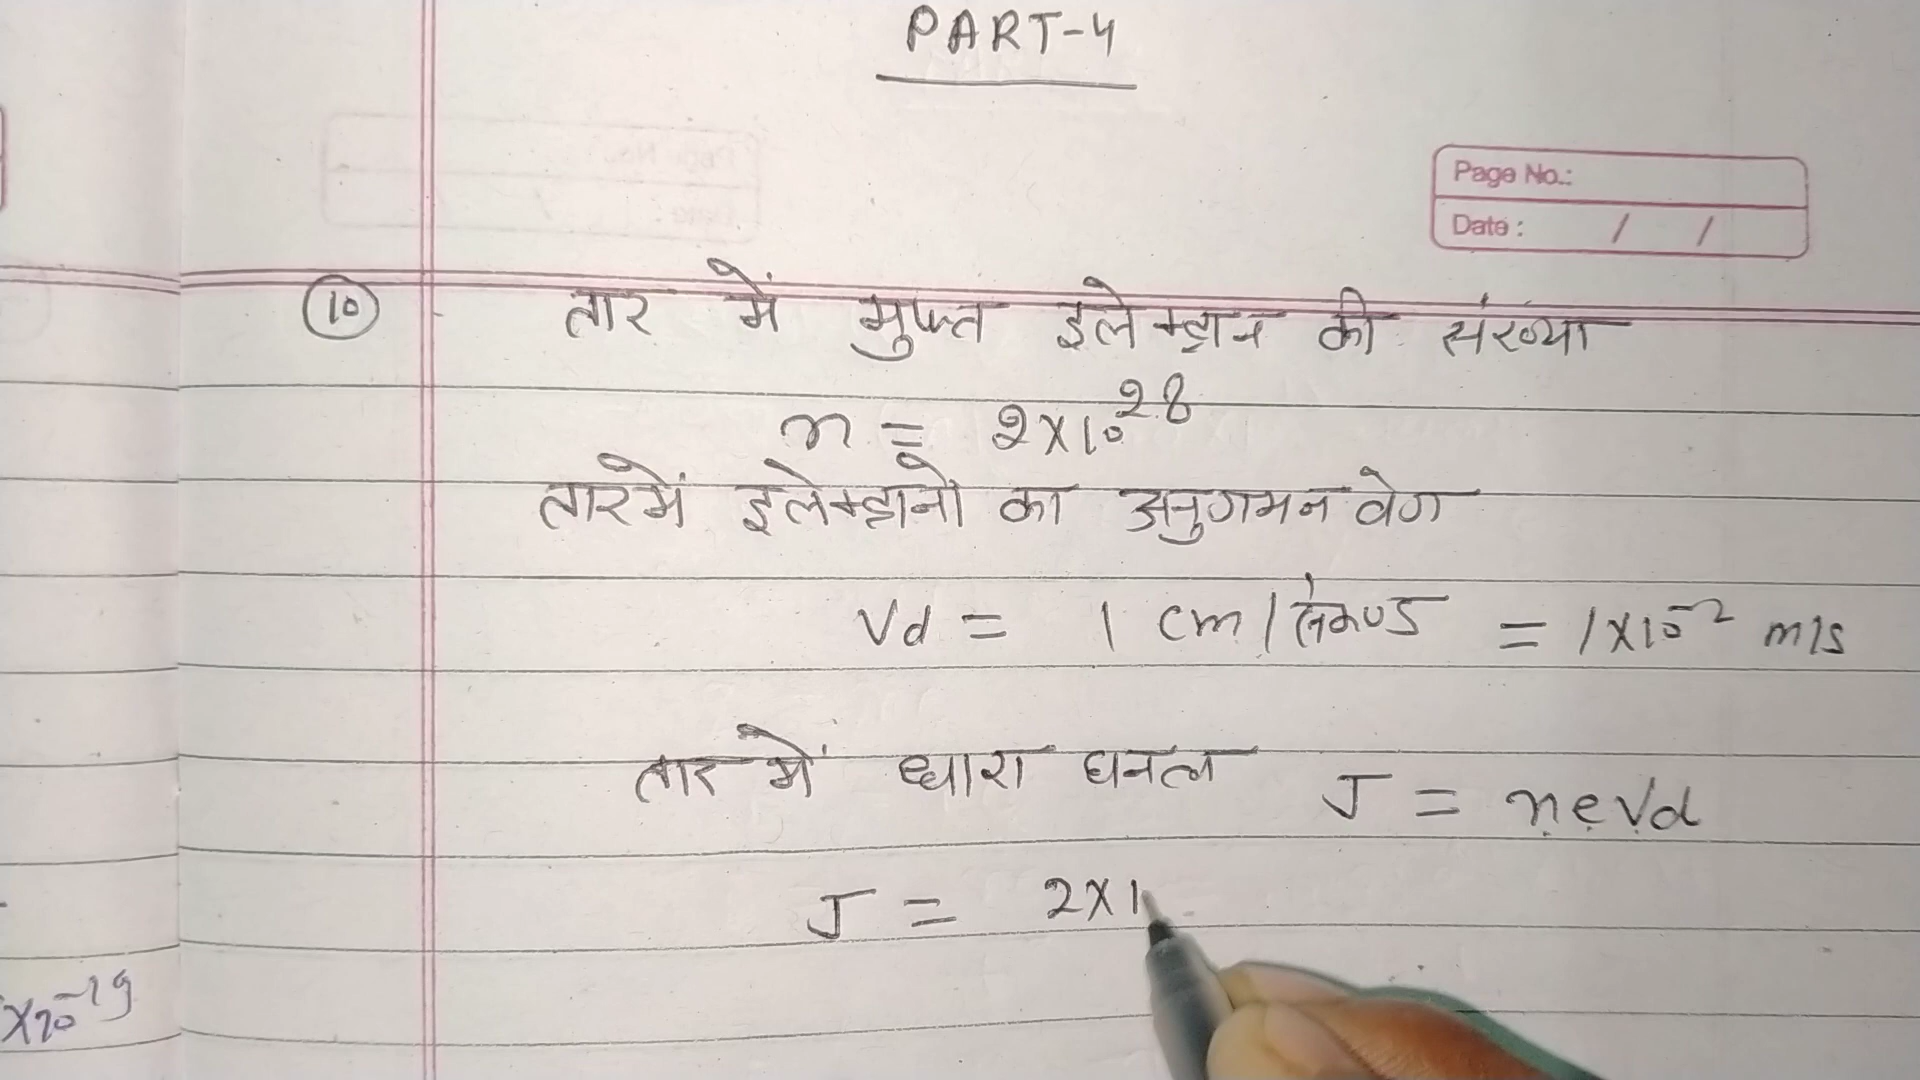 PART-4
Page No.:
Date : / /
10 तार में मुफ्त इलेक्ट्रान की संख्या
n = 2×10²⁸
तारमें इलेक्ट्रानो का अनुगमन वेग
Vd = 1 cm/सेकण्ड = 1×10⁻² m/s
तार में धारा घनत्व J = neVd
J = 2×1
×10⁻¹⁹